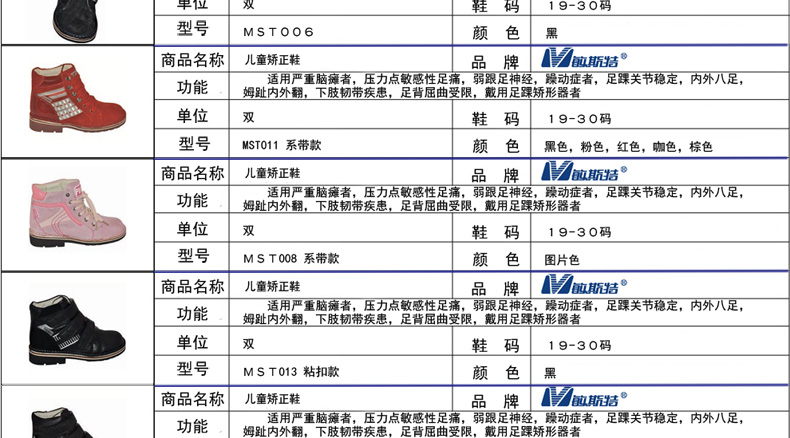 单位 双 鞋 码 19-30码
型号 MST006 颜 色 黑
商品名称 儿童矫正鞋 品 牌 敏斯特®
功能 适用严重脑瘫者，压力点敏感性足痛，弱跟足神经，躁动症者，足踝关节稳定，内外八足，
姆趾内外翻，下肢韧带疾患，足背屈曲受限，戴用足踝矫形器者
单位 双 鞋 码 19-30码
型号 MST011 系带款 颜 色 黑色，粉色，红色，咖色，棕色
商品名称 儿童矫正鞋 品 牌 敏斯特®
功能 适用严重脑瘫者，压力点敏感性足痛，弱跟足神经，躁动症者，足踝关节稳定，内外八足，
姆趾内外翻，下肢韧带疾患，足背屈曲受限，戴用足踝矫形器者
单位 双 鞋 码 19-30码
型号 MST008 系带款 颜 色 图片色
商品名称 儿童矫正鞋 品 牌 敏斯特®
功能 适用严重脑瘫者，压力点敏感性足痛，弱跟足神经，躁动症者，足踝关节稳定，内外八足，
姆趾内外翻，下肢韧带疾患，足背屈曲受限，戴用足踝矫形器者
单位 双 鞋 码 19-30码
型号 MST013 粘扣款 颜 色 黑
商品名称 儿童矫正鞋 品 牌 敏斯特®
功能 适用严重脑瘫者，压力点敏感性足痛，弱跟足神经，躁动症者，足踝关节稳定，内外八足，
姆趾内外翻，下肢韧带疾患，足背屈曲受限，戴用足踝矫形器者